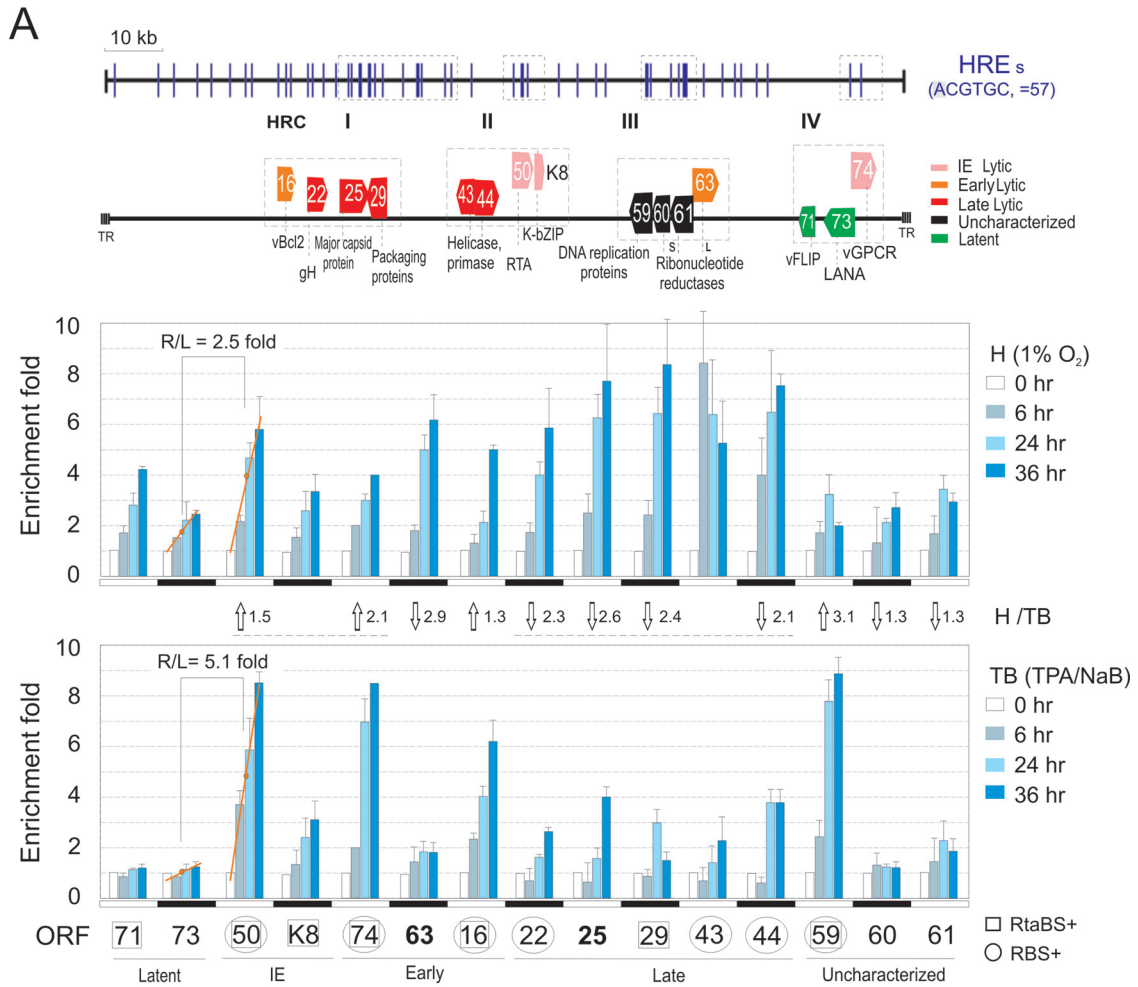 A
10 kb
HRE s
(ACGTGC, =57)
HRC I II III IV
16 22 25 29 43 44 50 K8 59 60 61 63 71 73 74
IE Lytic
Early Lytic
Late Lytic
Uncharacterized
Latent
TR TR
vBcl2
gH
Major capsid
protein
Packaging
proteins
Helicase,
primase
RTA
K-bZIP
DNA replication
proteins
S L
Ribonucleotide
reductases
vFLIP
LANA
vGPCR
Enrichment fold
10
8
6
4
2
0
R/L = 2.5 fold
H (1% O₂)
0 hr
6 hr
24 hr
36 hr
1.5 2.1 2.9 1.3 2.3 2.6 2.4 2.1 3.1 1.3 1.3 H /TB
Enrichment fold
10
8
6
4
2
0
R/L= 5.1 fold
TB (TPA/NaB)
0 hr
6 hr
24 hr
36 hr
ORF 71 73 50 K8 74 63 16 22 25 29 43 44 59 60 61
Latent IE Early Late Uncharacterized
RtaBS+
RBS+